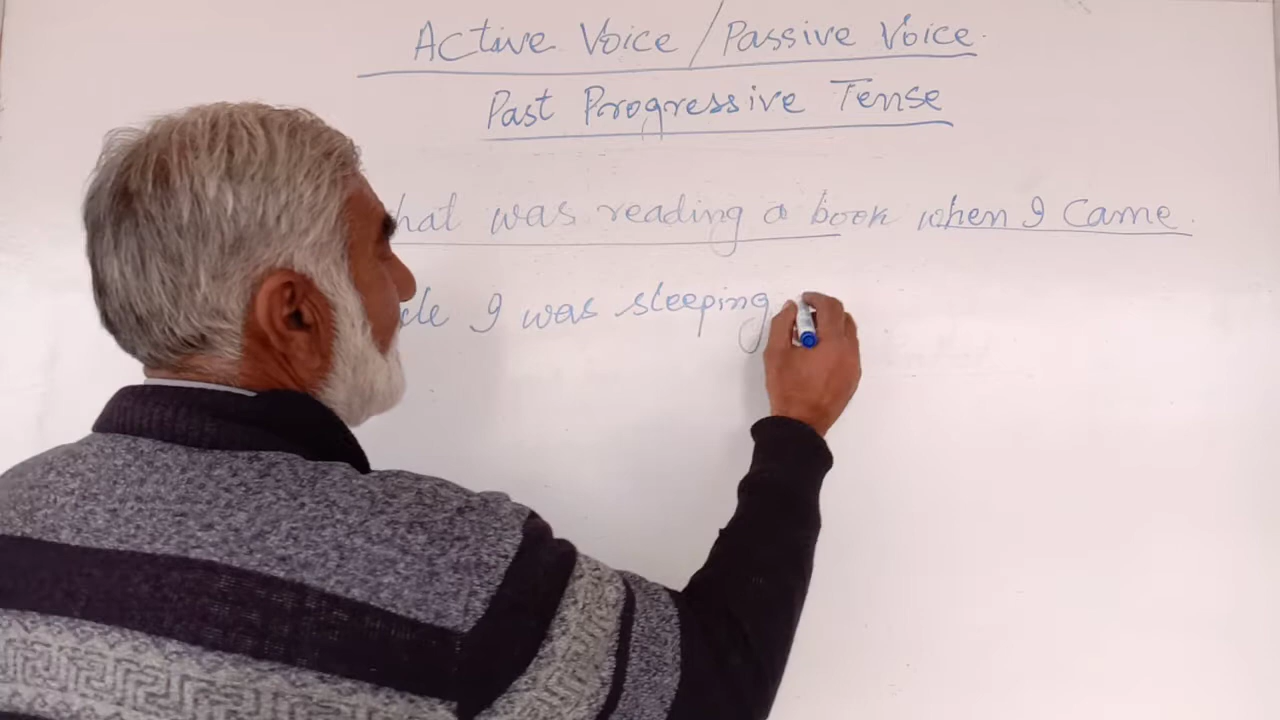 Active Voice / Passive Voice.
Past Progressive Tense
was reading a book when I came.
I was sleeping